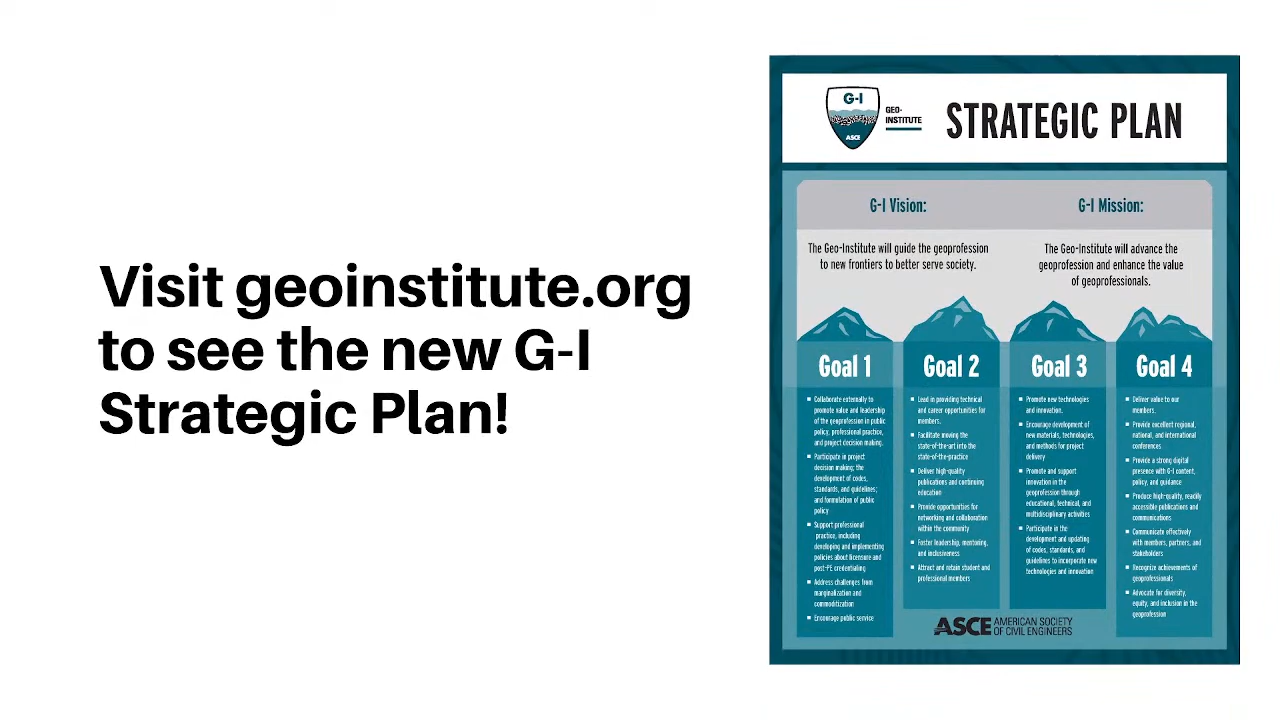 Visit geoinstitute.org
to see the new G-I
Strategic Plan!
G-I
ASCE
GEO-
INSTITUTE
STRATEGIC PLAN
G-I Vision:
The Geo-Institute will guide the geoprofession
to new frontiers to better serve society.
G-I Mission:
The Geo-Institute will advance the
geoprofession and enhance the value
of geoprofessionals.
Goal 1
Collaborate externally to
promote value and leadership
of the geoprofession in public
policy, professional practice,
and project decision making.
Participate in project
decision making; the
development of codes,
standards, and guidelines;
and formulation of public
policy
Support professional
practice, including
developing and implementing
policies about licensure and
post-PE credentialing
Address challenges from
marginalization and
commoditization
Encourage public service
Goal 2
Lead in providing technical
and career opportunities for
members.
Facilitate moving the
state-of-the-art into the
state-of-the-practice
Deliver high-quality
publications and continuing
education
Provide opportunities for
networking and collaboration
within the community
Foster leadership, mentoring,
and inclusiveness
Attract and retain student and
professional members
Goal 3
Promote new technologies
and innovation.
Encourage development of
new materials, technologies,
and methods for project
delivery
Promote and support
innovation in the
geoprofession through
educational, technical, and
multidisciplinary activities
Participate in the
development and updating
of codes, standards, and
guidelines to incorporate new
technologies and innovation
Goal 4
Deliver value to our
members.
Provide excellent regional,
national, and international
conferences
Provide a strong digital
presence with G-I content,
policy, and guidance
Produce high-quality, readily
accessible publications and
communications
Communicate effectively
with members, partners, and
stakeholders
Recognize achievements of
geoprofessionals
Advocate for diversity,
equity, and inclusion in the
geoprofession
ASCE AMERICAN SOCIETY
OF CIVIL ENGINEERS